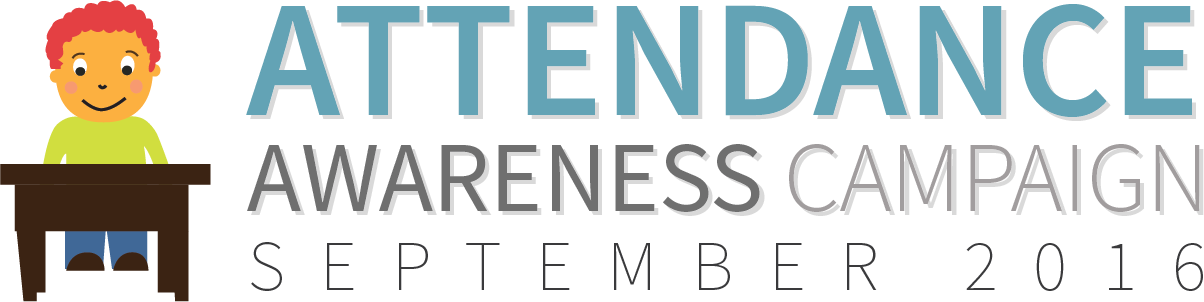 ATTENDANCE
AWARENESS CAMPAIGN
SEPTEMBER 2016